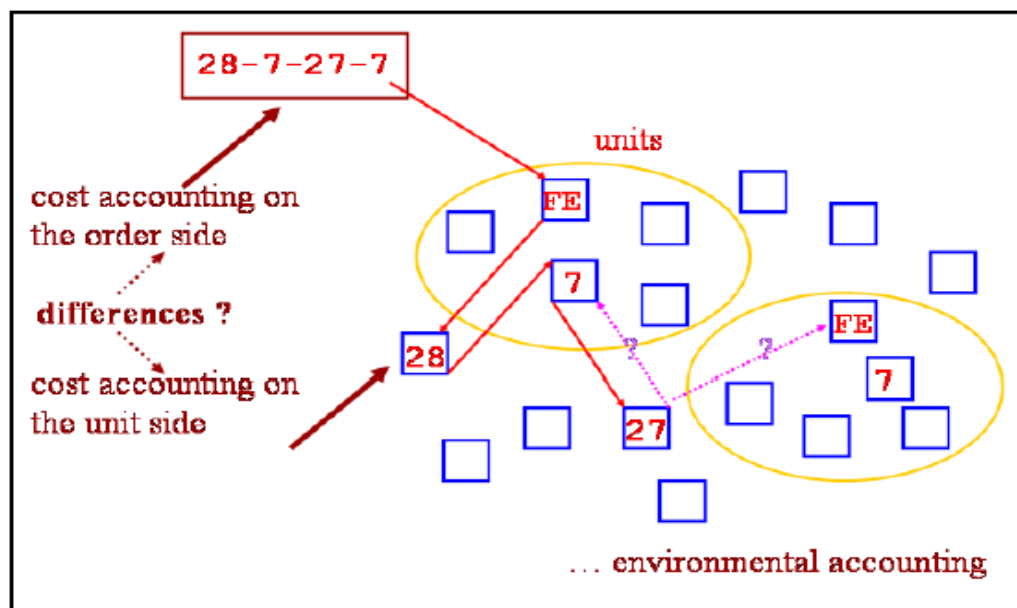 28-7-27-7
units
cost accounting on
the order side
FE
7
differences ?
FE
28
?
?
7
cost accounting on
the unit side
27
... environmental accounting